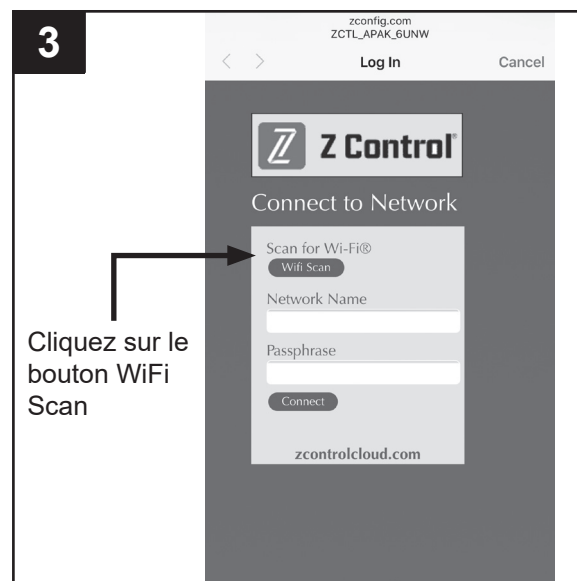 3
zconfig.com
ZCTL_APAK_6UNW
< > Log In Cancel
Z Control®
Connect to Network
Scan for Wi-Fi®
Wifi Scan
Network Name
Passphrase
Connect
zcontrolcloud.com
Cliquez sur le
bouton WiFi
Scan